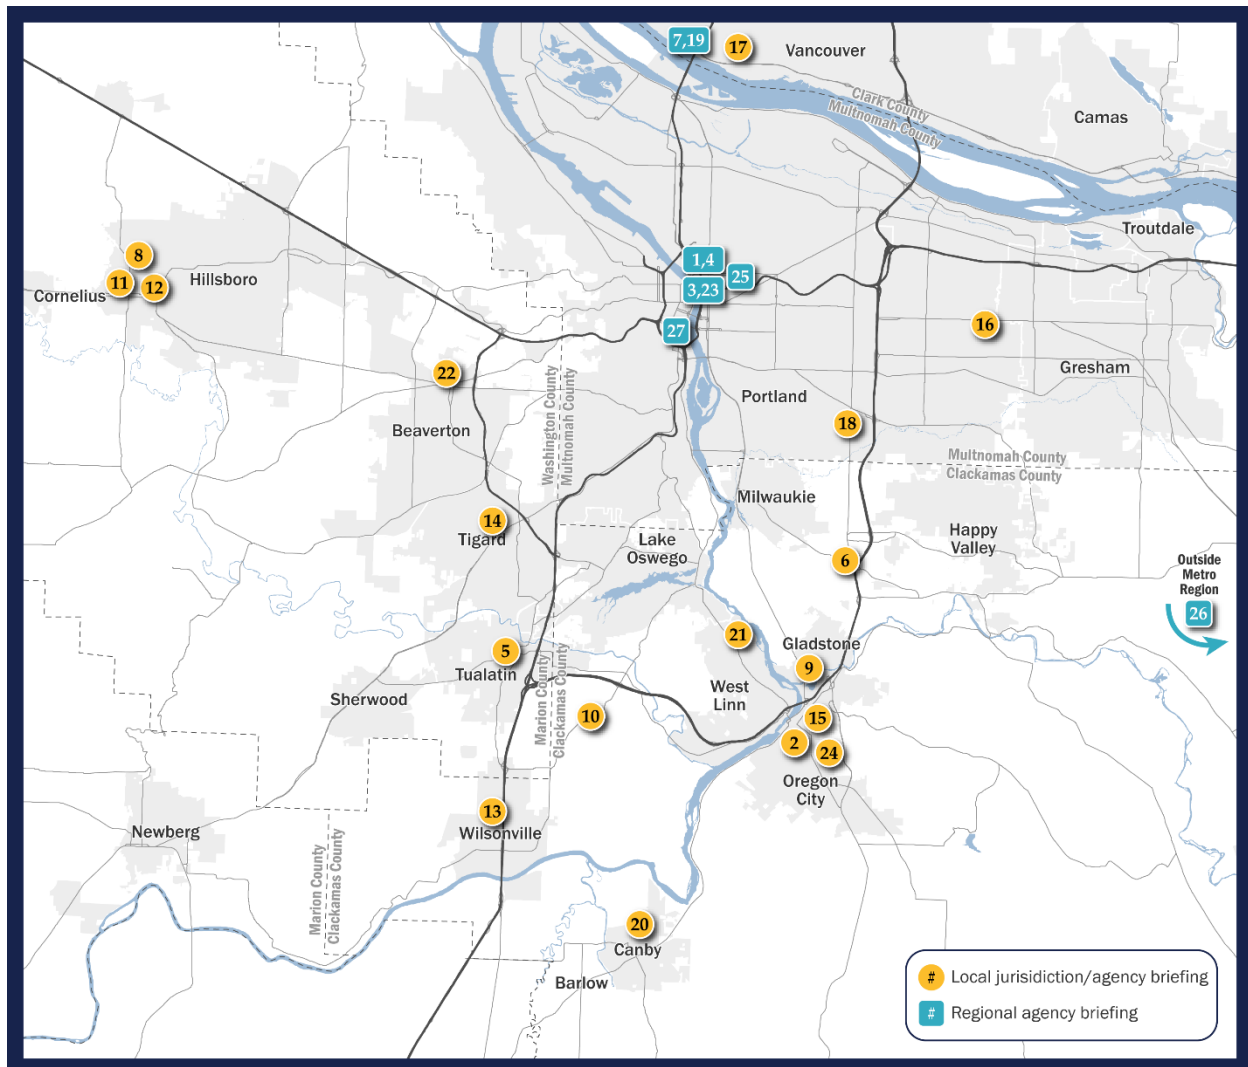 7,19
17
Vancouver
Clark County
Multnomah County
Camas
Troutdale
8
11
12
Hillsboro
Cornelius
1,4
25
3,23
27
16
22
Gresham
Portland
Washington County
Multnomah County
18
Beaverton
Multnomah County
Clackamas County
Milwaukie
14
Tigard
Lake
Oswego
Happy
Valley
6
Outside
Metro
Region
26
21
Gladstone
5
9
Tualatin
Sherwood
West
Linn
Marion County
Clackamas County
10
15
2
24
Oregon
City
13
Wilsonville
Newberg
Marion County
Clackamas County
20
Canby
Barlow
# Local jurisidiction/agency briefing
# Regional agency briefing